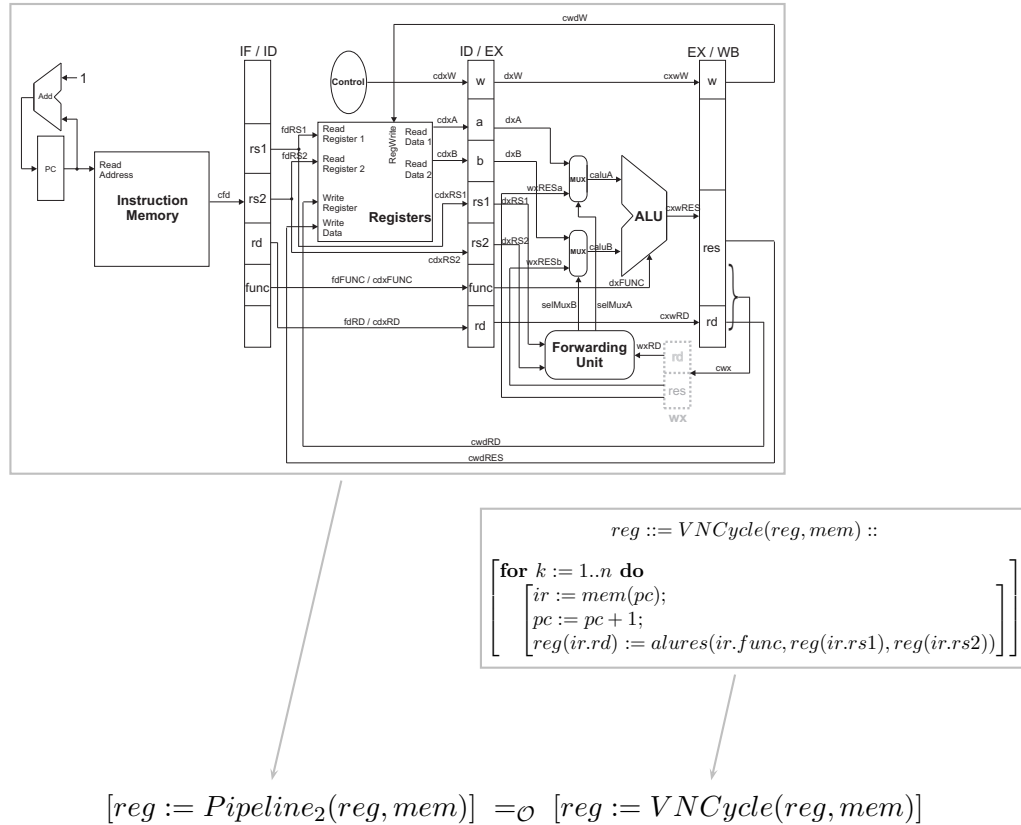 cwdW
IF / ID
ID / EX
EX / WB
1
Add
Control
cdxW
w
dxW
cxwW
w
PC
Read
Address
Instruction
Memory
cfd
rs1
rs2
rd
func
fdRS1
fdRS2
Read
Register 1
Read
Register 2
Write
Register
Write
Data
RegWrite
Read
Data 1
Read
Data 2
Registers
cdxA
cdxB
cdxRS1
cdxRS2
a
b
rs1
rs2
func
rd
dxA
dxB
wxRESa
dxRS1
dxRS2
wxRESb
MUX
MUX
caluA
caluB
ALU
cxwRES
res
rd
fdFUNC / cdxFUNC
dxFUNC
selMuxB
selMuxA
fdRD / cdxRD
cxwRD
Forwarding
Unit
wxRD
rd
res
wx
cwx
cwdRD
cwdRES
reg ::= VNCycle(reg, mem) ::
for k := 1..n do
ir := mem(pc);
pc := pc + 1;
reg(ir.rd) := alures(ir.func, reg(ir.rs1), reg(ir.rs2))
[reg := Pipeline₂(reg, mem)] =_𝒪 [reg := VNCycle(reg, mem)]